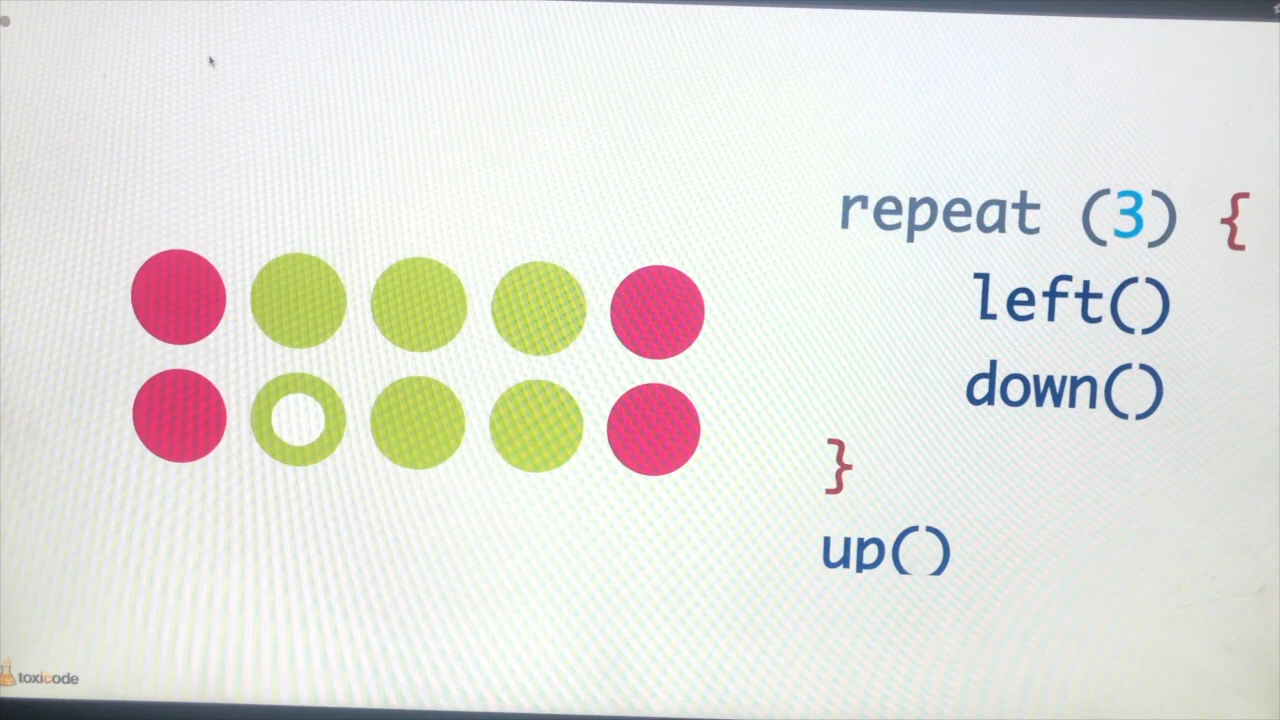 repeat (3) {
left()
down()
}
up()
toxicode